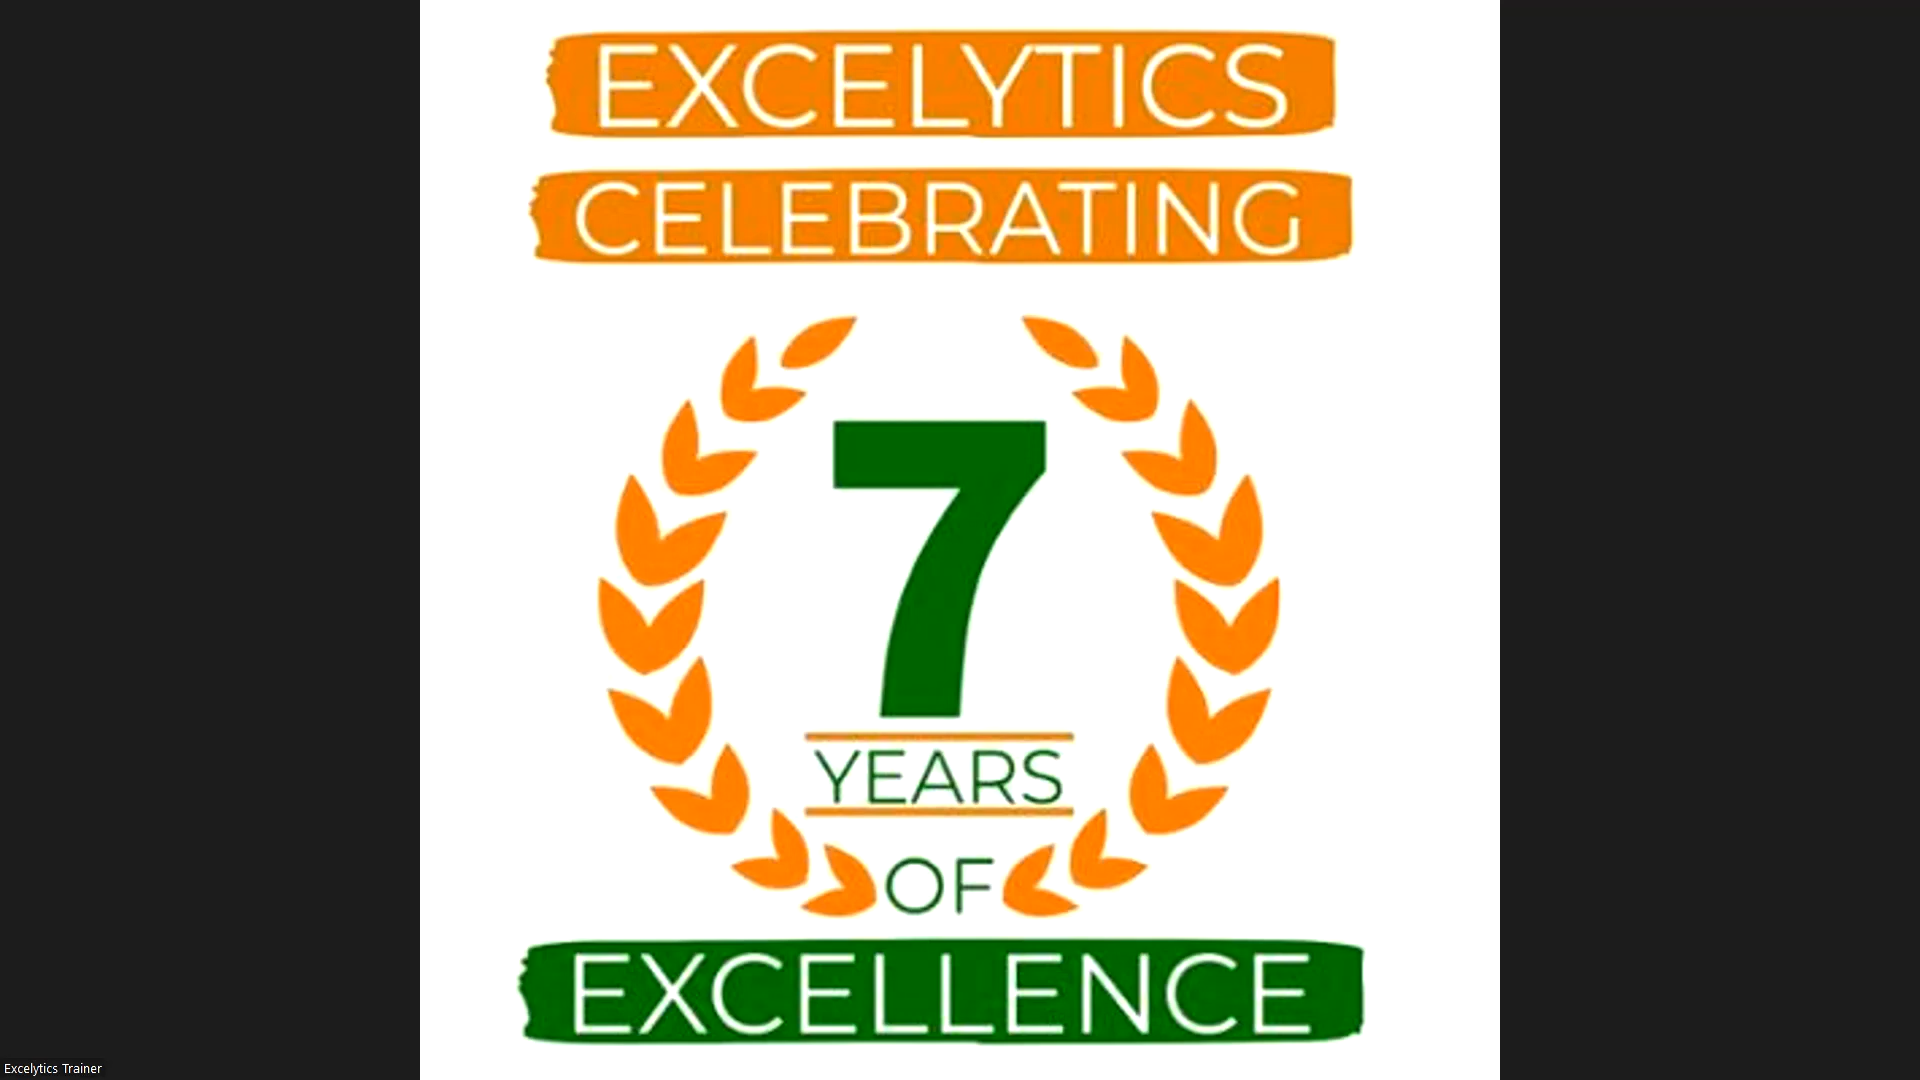 EXCELYTICS
CELEBRATING
7
YEARS
OF
EXCELLENCE
Excelytics Trainer